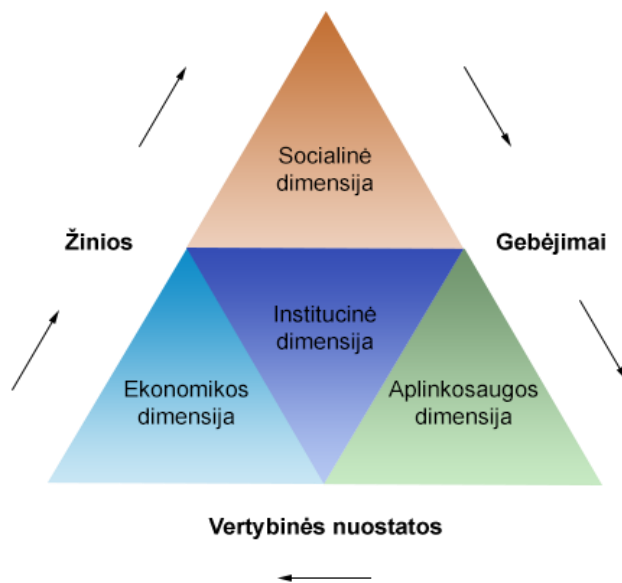 Socialinė
dimensija
Žinios
Gebėjimai
Institucinė
dimensija
Ekonomikos
dimensija
Aplinkosaugos
dimensija
Vertybinės nuostatos